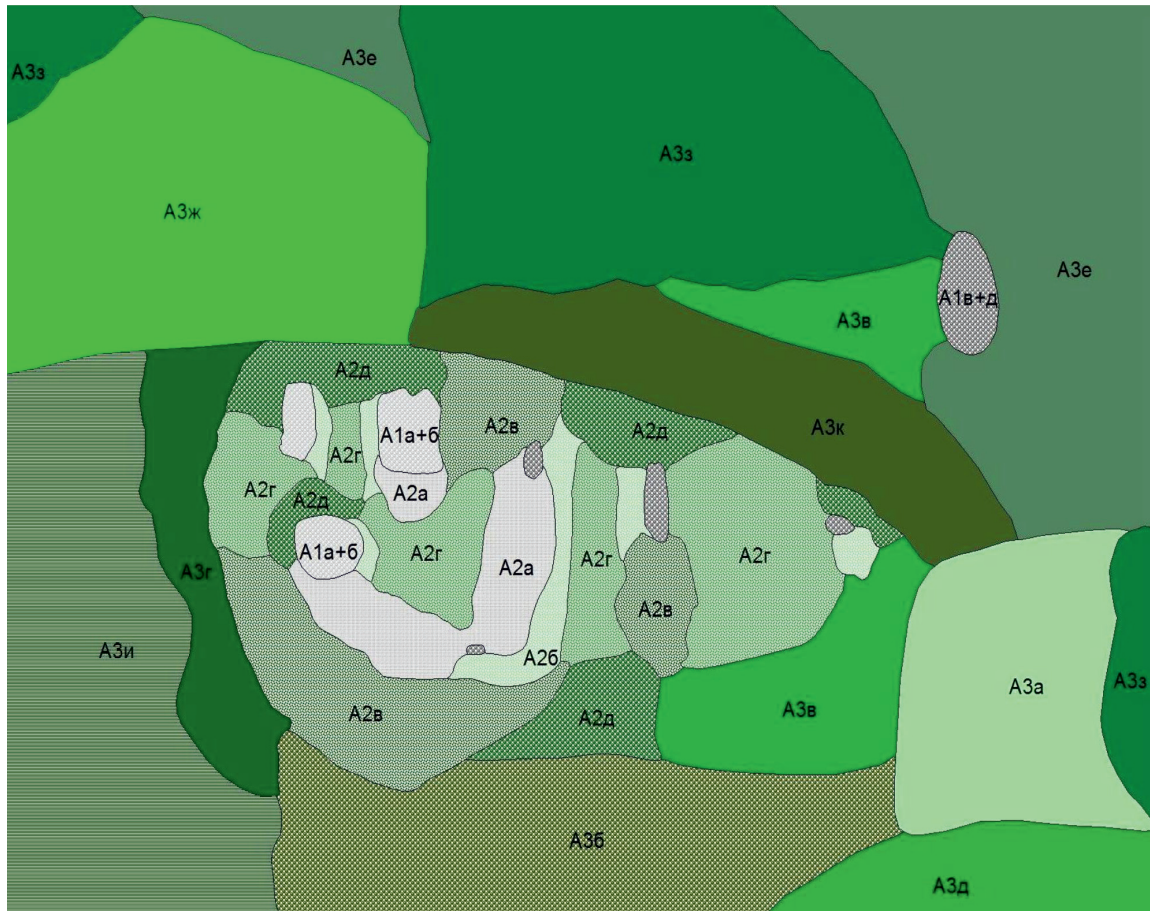 А3е
А3з
А3з
А3ж
А3е
А1в+д
А3в
А2д
А1а+б
А2в
А2д
А3к
А2г
А2г
А2д
А2а
А1а+б
А2г
А2а
А2г
А2г
А3г
А2в
А3и
А2б
А3а
А3з
А2в
А2д
А3в
А3б
А3д